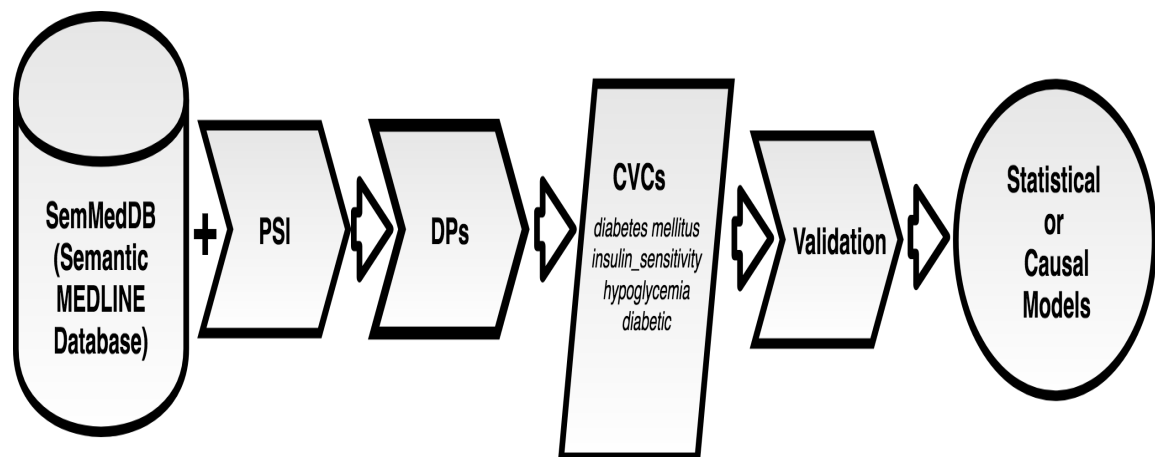 SemMedDB
(Semantic
MEDLINE
Database)
+
PSI
DPs
CVCs
diabetes mellitus
insulin_sensitivity
hypoglycemia
diabetic
Validation
Statistical
or
Causal
Models